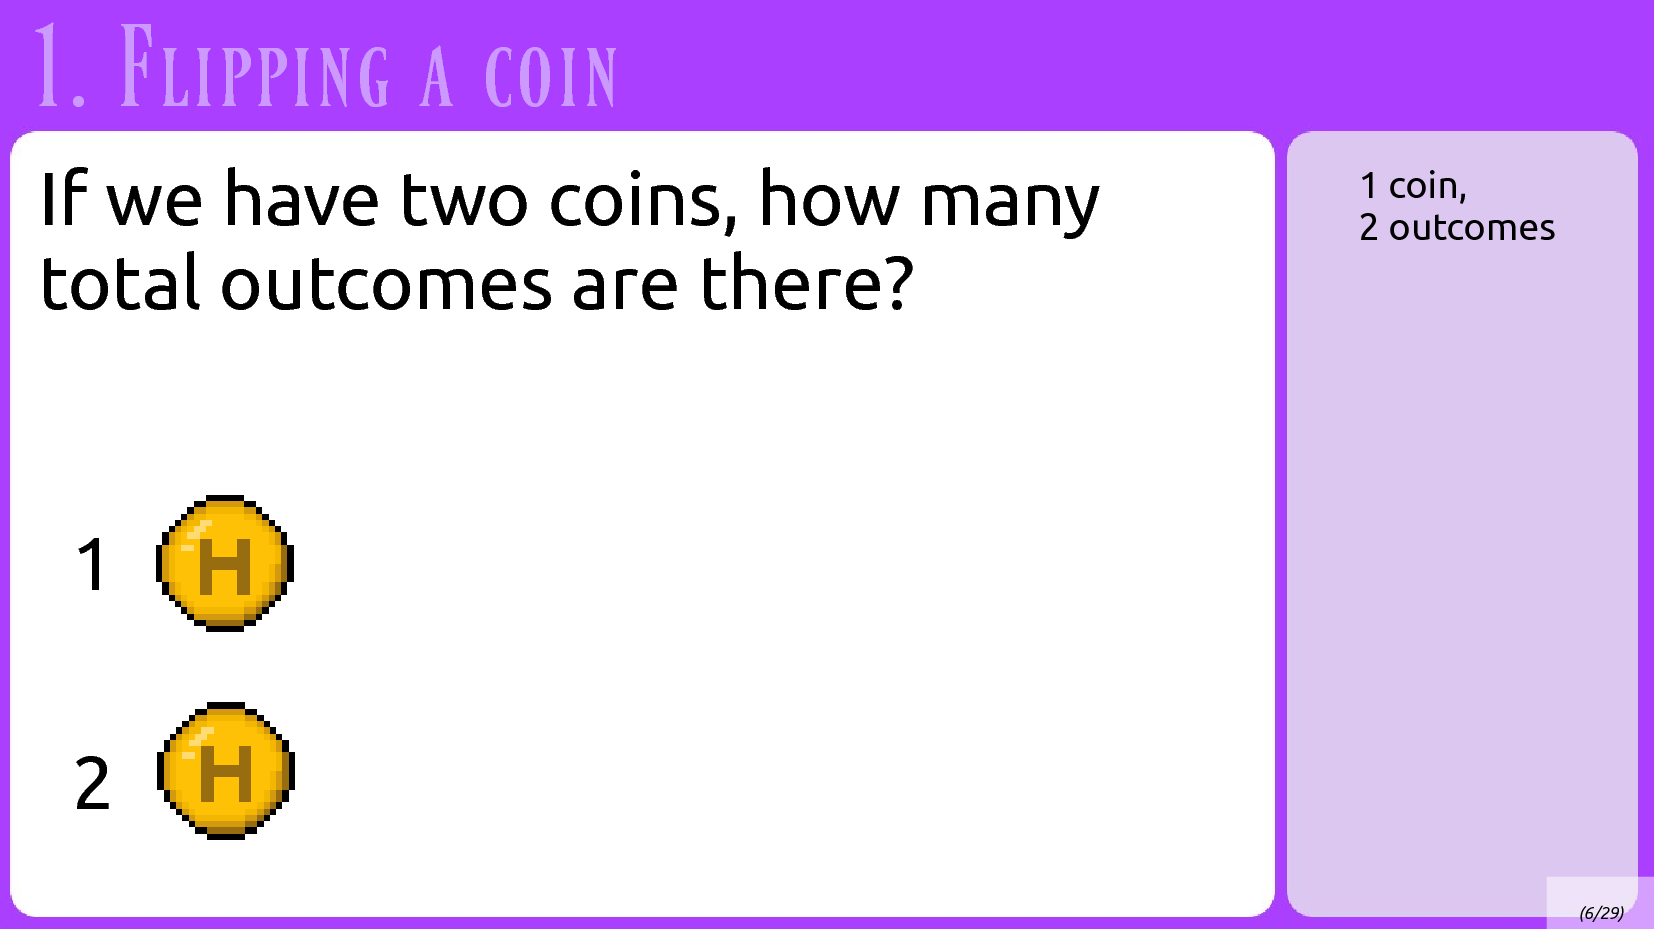 1. Flipping a coin
If we have two coins, how many
total outcomes are there?
1 H
2 H
1 coin,
2 outcomes
(6/29)